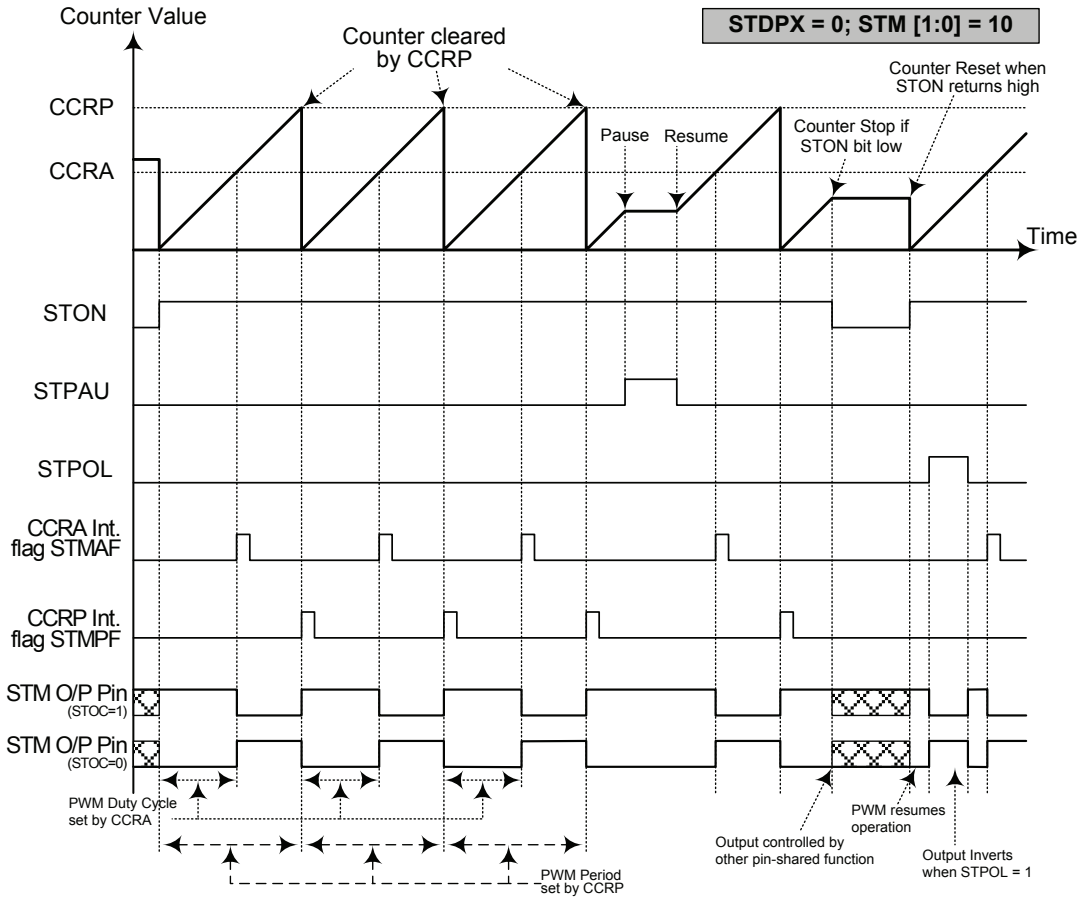 Counter Value
STDPX = 0; STM [1:0] = 10
Counter cleared
by CCRP
Counter Reset when
STON returns high
CCRP
Pause
Resume
Counter Stop if
STON bit low
CCRA
Time
STON
STPAU
STPOL
CCRA Int.
flag STMAF
CCRP Int.
flag STMPF
STM O/P Pin
(STOC=1)
STM O/P Pin
(STOC=0)
PWM Duty Cycle
set by CCRA
PWM resumes
operation
Output controlled by
other pin-shared function
Output Inverts
when STPOL = 1
PWM Period
set by CCRP